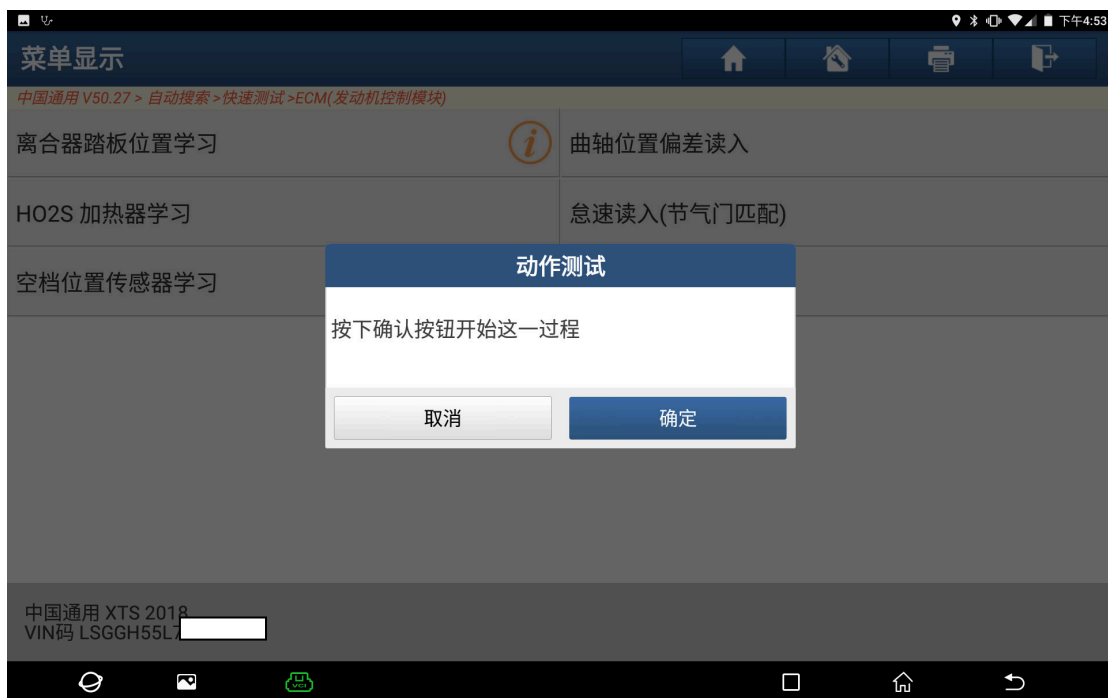 下午4:53
菜单显示
中国通用 V50.27 > 自动搜索 >快速测试 >ECM(发动机控制模块)
离合器踏板位置学习
曲轴位置偏差读入
HO2S 加热器学习
怠速读入(节气门匹配)
空档位置传感器学习
动作测试
按下确认按钮开始这一过程
取消
确定
中国通用 XTS 2018
VIN码 LSGGH55L
VCI